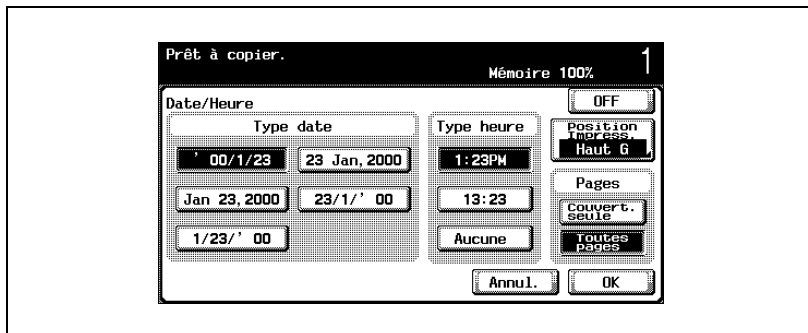 Prêt à copier.
Mémoire 100%
1
Date/Heure
OFF
Type date
Type heure
Position
Impress.
Haut G
' 00/1/23
23 Jan, 2000
1:23PM
Pages
Jan 23, 2000
23/1/' 00
13:23
Couvert.
seule
1/23/' 00
Aucune
Toutes
pages
Annul.
OK